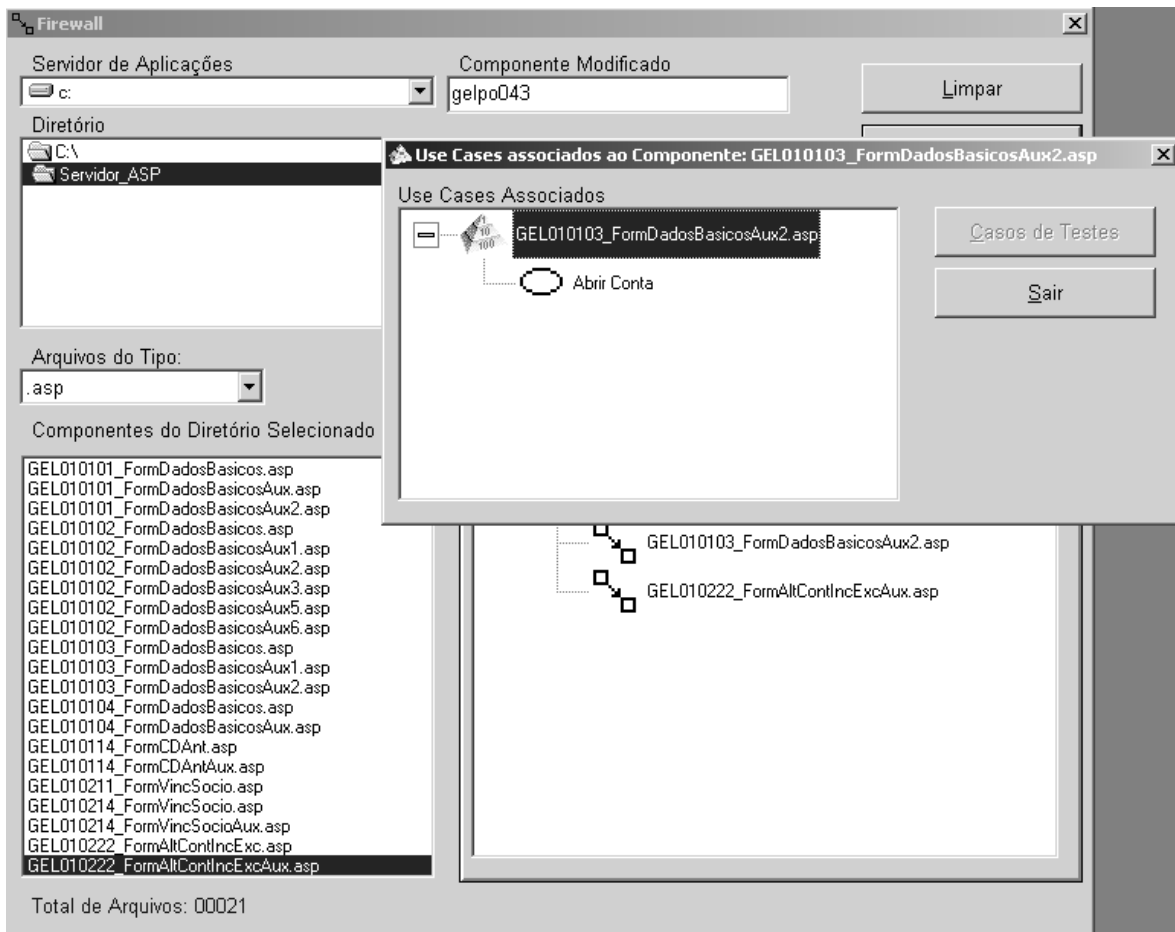 Firewall
Servidor de Aplicações
Componente Modificado
c:
gelpo043
Limpar
Diretório
C:\
Servidor_ASP
Use Cases associados ao Componente: GEL010103_FormDadosBasicosAux2.asp
Use Cases Associados
GEL010103_FormDadosBasicosAux2.asp
Abrir Conta
Casos de Testes
Sair
Arquivos do Tipo:
.asp
Componentes do Diretório Selecionado
GEL010101_FormDadosBasicos.asp
GEL010101_FormDadosBasicosAux.asp
GEL010101_FormDadosBasicosAux2.asp
GEL010102_FormDadosBasicos.asp
GEL010102_FormDadosBasicosAux1.asp
GEL010102_FormDadosBasicosAux2.asp
GEL010102_FormDadosBasicosAux3.asp
GEL010102_FormDadosBasicosAux5.asp
GEL010102_FormDadosBasicosAux6.asp
GEL010103_FormDadosBasicos.asp
GEL010103_FormDadosBasicosAux1.asp
GEL010103_FormDadosBasicosAux2.asp
GEL010104_FormDadosBasicos.asp
GEL010104_FormDadosBasicosAux.asp
GEL010114_FormCDAnt.asp
GEL010114_FormCDAntAux.asp
GEL010211_FormVincSocio.asp
GEL010214_FormVincSocio.asp
GEL010214_FormVincSocioAux.asp
GEL010222_FormAltContIncExc.asp
GEL010222_FormAltContIncExcAux.asp
GEL010103_FormDadosBasicosAux2.asp
GEL010222_FormAltContIncExcAux.asp
Total de Arquivos: 00021